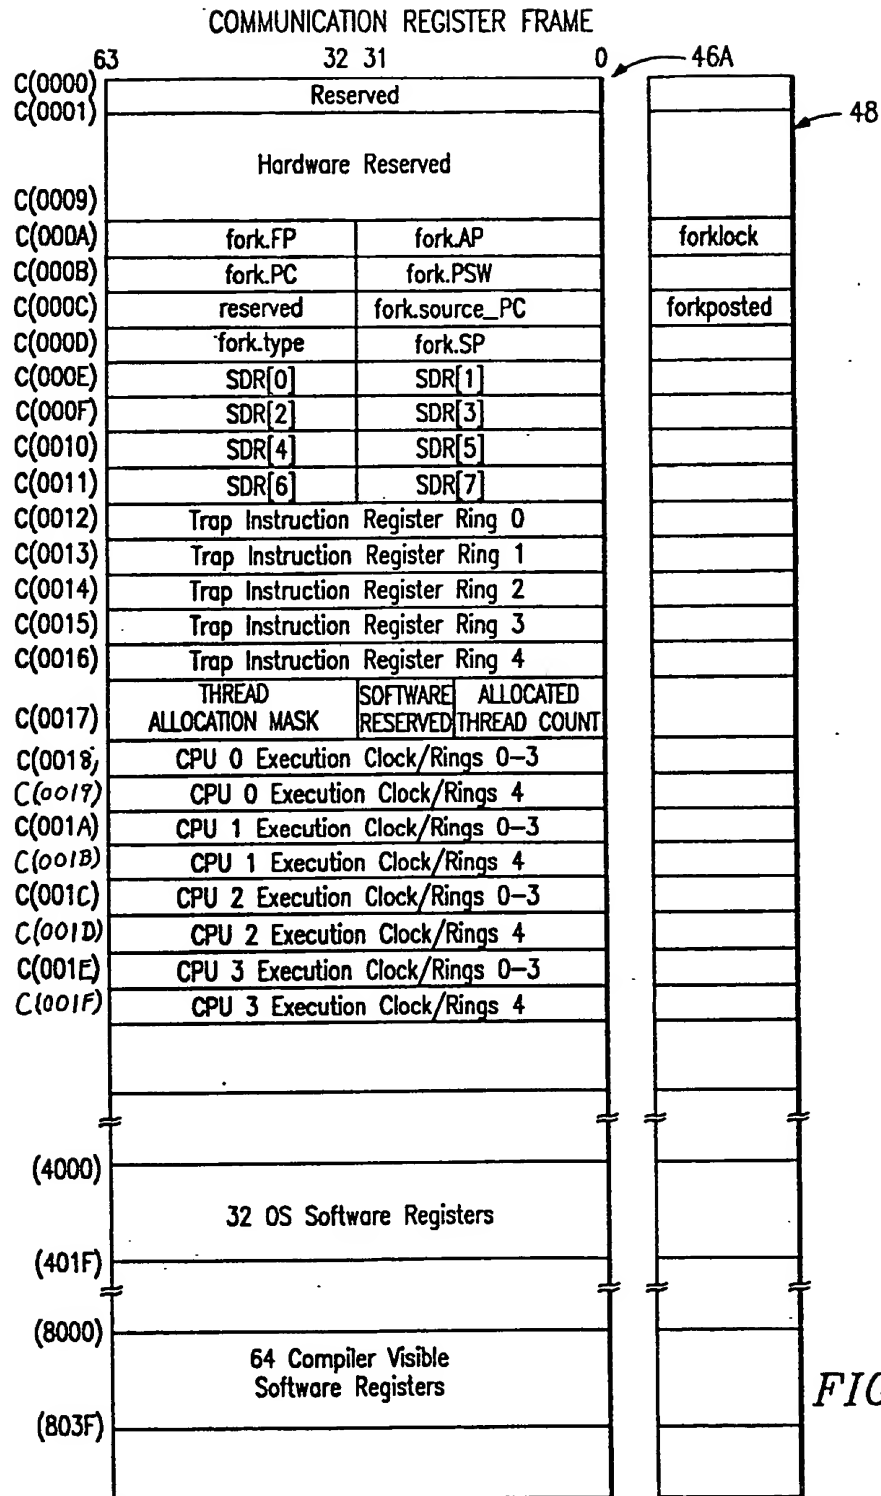 COMMUNICATION REGISTER FRAME
63 32 31 0 46A
C(0000) Reserved
C(0001) 48
Hardware Reserved
C(0009)
C(000A) fork.FP fork.AP forklock
C(000B) fork.PC fork.PSW
C(000C) reserved fork.source_PC forkposted
C(000D) fork.type fork.SP
C(000E) SDR[0] SDR[1]
C(000F) SDR[2] SDR[3]
C(0010) SDR[4] SDR[5]
C(0011) SDR[6] SDR[7]
C(0012) Trap Instruction Register Ring 0
C(0013) Trap Instruction Register Ring 1
C(0014) Trap Instruction Register Ring 2
C(0015) Trap Instruction Register Ring 3
C(0016) Trap Instruction Register Ring 4
THREAD SOFTWARE ALLOCATED
C(0017) ALLOCATION MASK RESERVED THREAD COUNT
C(0018) CPU 0 Execution Clock/Rings 0-3
C(0019) CPU 0 Execution Clock/Rings 4
C(001A) CPU 1 Execution Clock/Rings 0-3
C(001B) CPU 1 Execution Clock/Rings 4
C(001C) CPU 2 Execution Clock/Rings 0-3
C(001D) CPU 2 Execution Clock/Rings 4
C(001E) CPU 3 Execution Clock/Rings 0-3
C(001F) CPU 3 Execution Clock/Rings 4
(4000)
32 OS Software Registers
(401F)
(8000)
64 Compiler Visible
Software Registers
(803F)